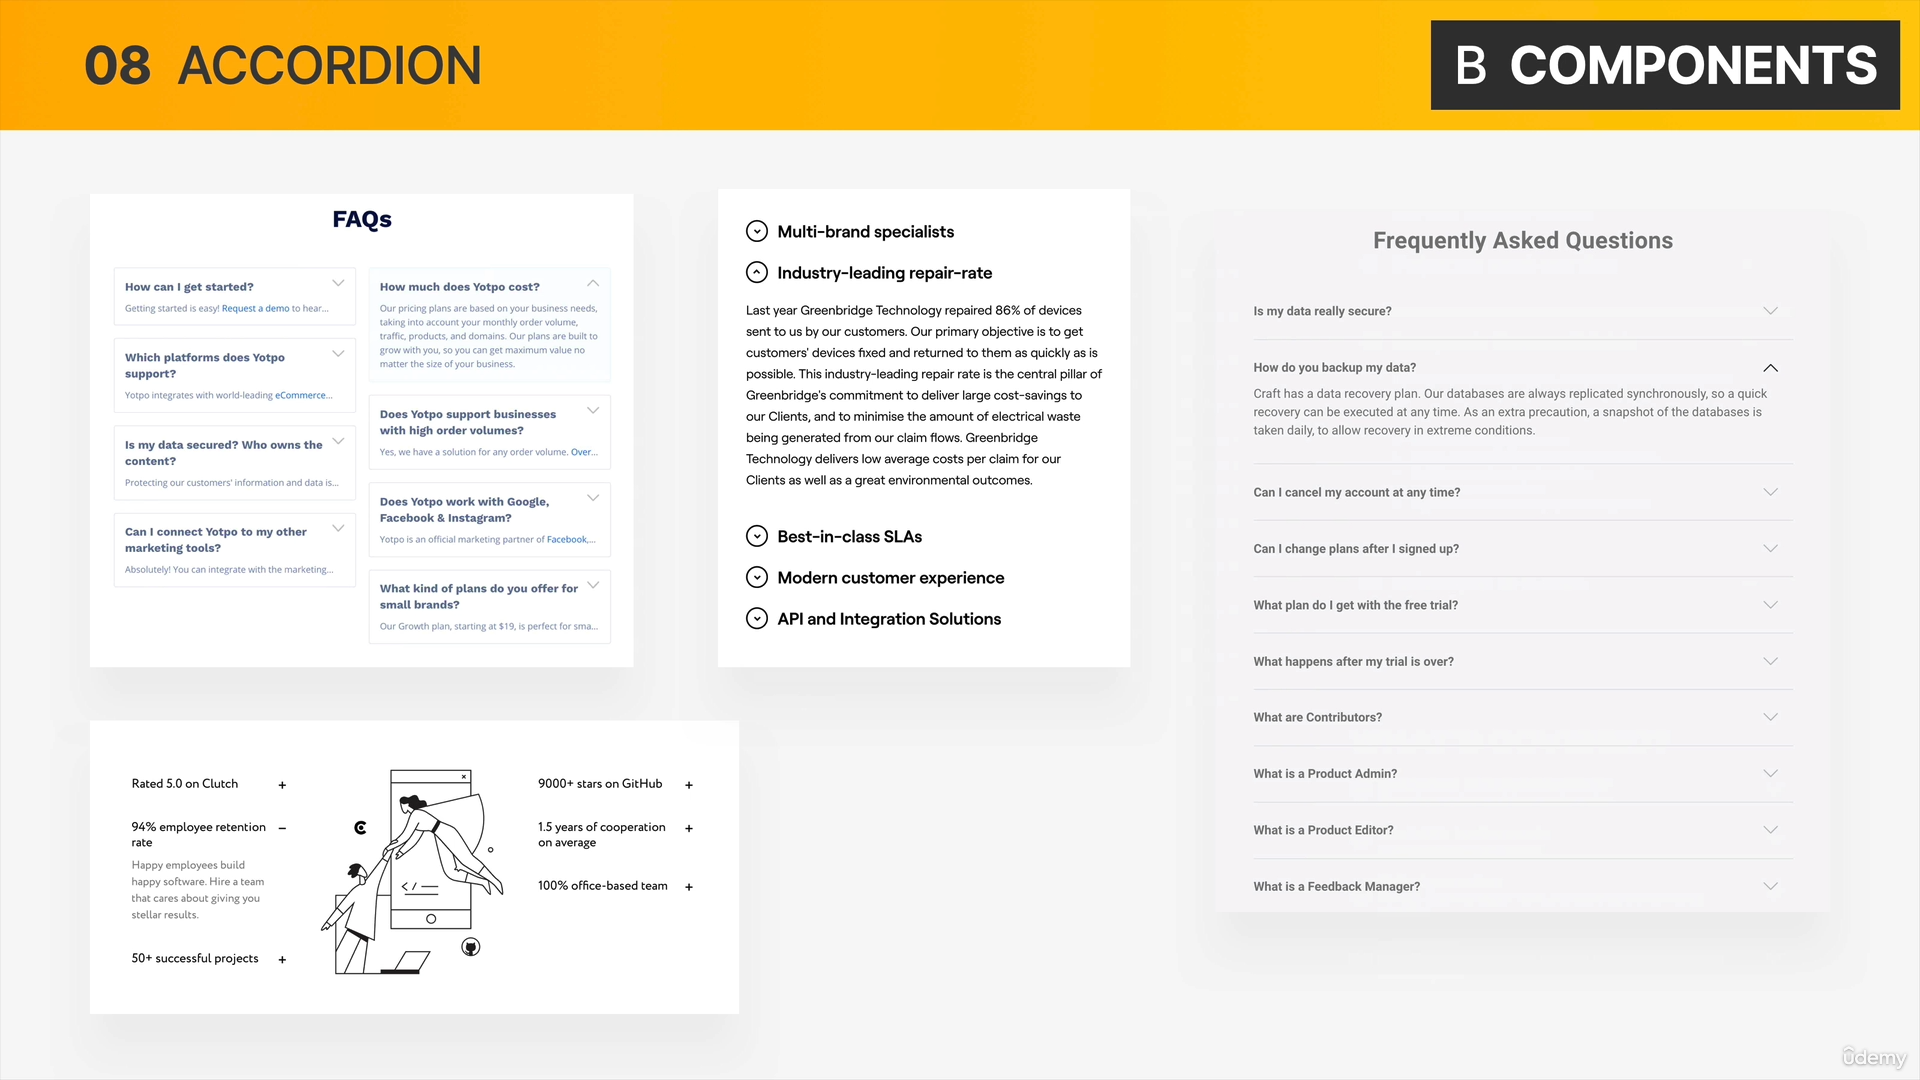 08 ACCORDION
B COMPONENTS
FAQs
How can I get started?
Getting started is easy! Request a demo to hear...
Which platforms does Yotpo
support?
Yotpo integrates with world-leading eCommerce...
Is my data secured? Who owns the
content?
Protecting our customers' information and data is...
Can I connect Yotpo to my other
marketing tools?
Absolutely! You can integrate with the marketing...
How much does Yotpo cost?
Our pricing plans are based on your business needs,
taking into account your monthly order volume,
traffic, products, and domains. Our plans are built to
grow with you, so you can get maximum value no
matter the size of your business.
Does Yotpo support businesses
with high order volumes?
Yes, we have a solution for any order volume. Over...
Does Yotpo work with Google,
Facebook & Instagram?
Yotpo is an official marketing partner of Facebook,...
What kind of plans do you offer for
small brands?
Our Growth plan, starting at $19, is perfect for sma...
Multi-brand specialists
Industry-leading repair-rate
Last year Greenbridge Technology repaired 86% of devices
sent to us by our customers. Our primary objective is to get
customers' devices fixed and returned to them as quickly as is
possible. This industry-leading repair rate is the central pillar of
Greenbridge's commitment to deliver large cost-savings to
our Clients, and to minimise the amount of electrical waste
being generated from our claim flows. Greenbridge
Technology delivers low average costs per claim for our
Clients as well as a great environmental outcomes.
Best-in-class SLAs
Modern customer experience
API and Integration Solutions
Frequently Asked Questions
Is my data really secure?
How do you backup my data?
Craft has a data recovery plan. Our databases are always replicated synchronously, so a quick
recovery can be executed at any time. As an extra precaution, a snapshot of the databases is
taken daily, to allow recovery in extreme conditions.
Can I cancel my account at any time?
Can I change plans after I signed up?
What plan do I get with the free trial?
What happens after my trial is over?
What are Contributors?
What is a Product Admin?
What is a Product Editor?
What is a Feedback Manager?
Rated 5.0 on Clutch +
94% employee retention –
rate
Happy employees build
happy software. Hire a team
that cares about giving you
stellar results.
50+ successful projects +
</—
9000+ stars on GitHub +
1.5 years of cooperation +
on average
100% office-based team +
ûdemy